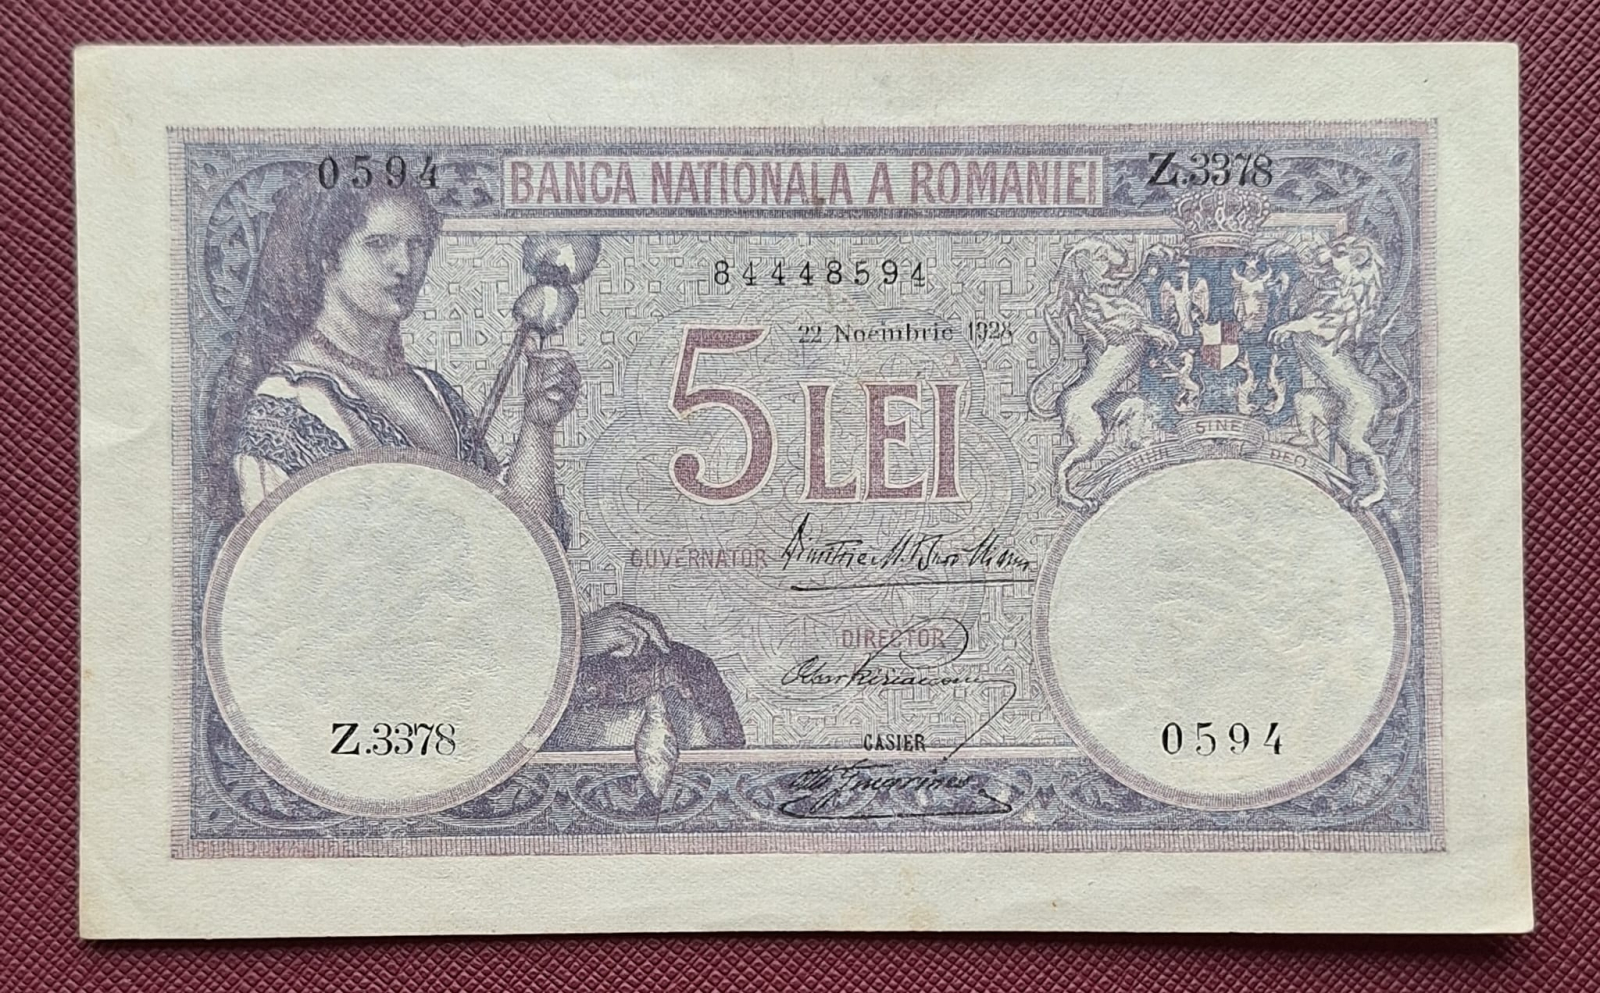 0594
BANCA NATIONALA A ROMANIEI
Z.3378
84448594
22 Noembrie 1928
5 LEI
SINE
NIHIL DEO
GUVERNATOR
DIRECTOR
Z.3378
CASIER
0594